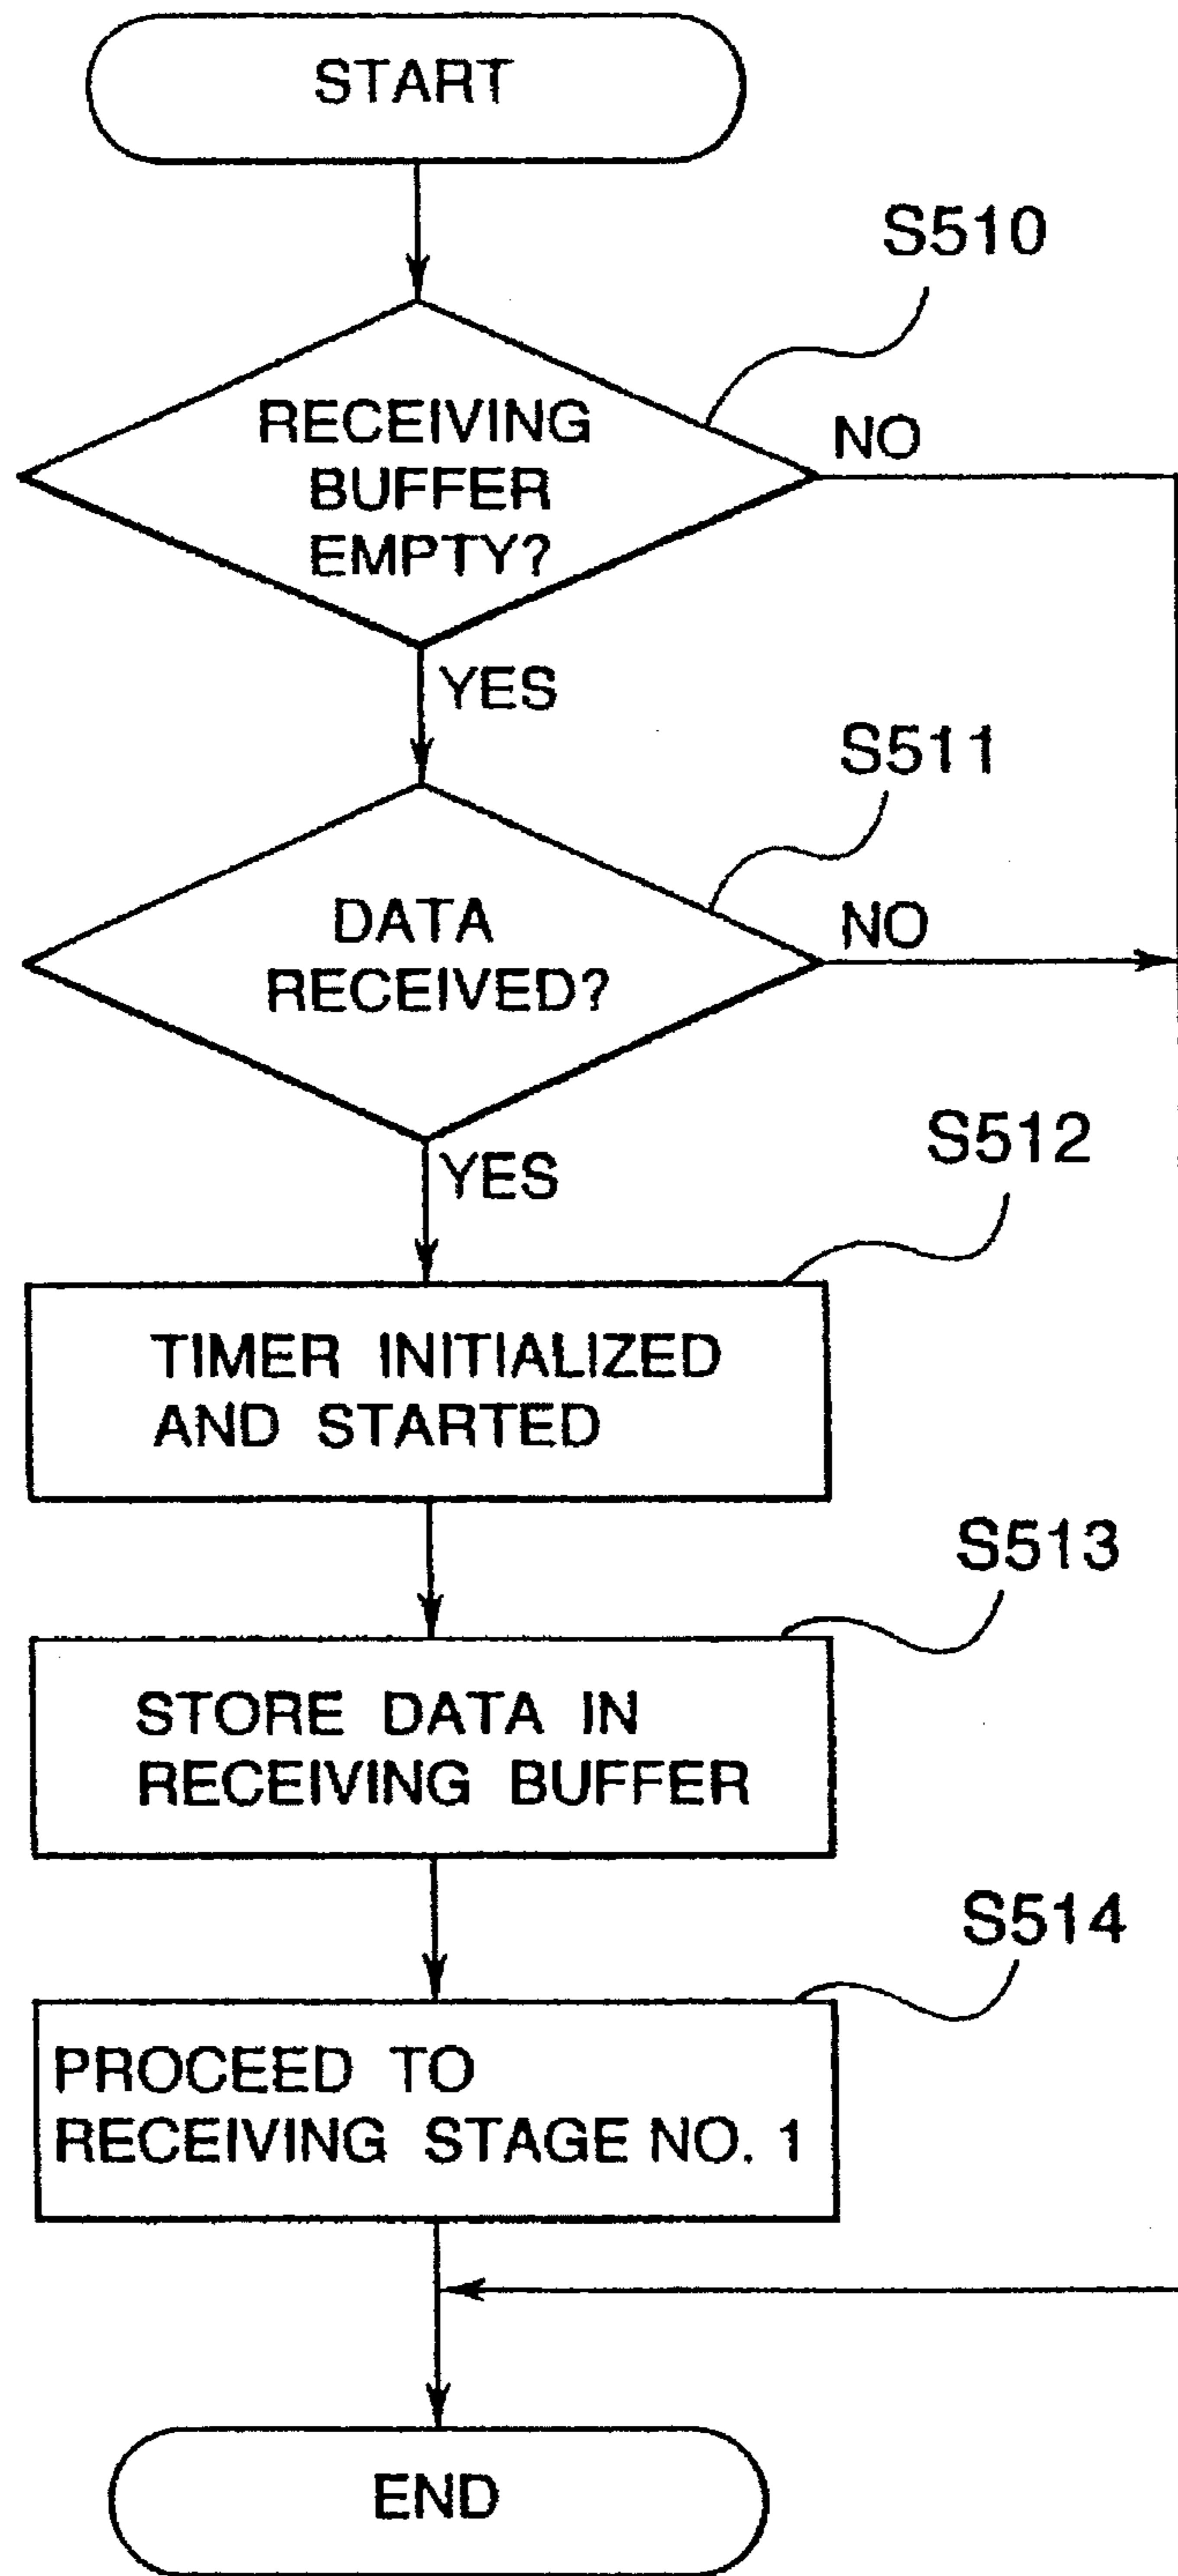 START
S510
RECEIVING
BUFFER
EMPTY?
NO
YES
S511
DATA
RECEIVED?
NO
YES
S512
TIMER INITIALIZED
AND STARTED
S513
STORE DATA IN
RECEIVING BUFFER
S514
PROCEED TO
RECEIVING STAGE NO. 1
END